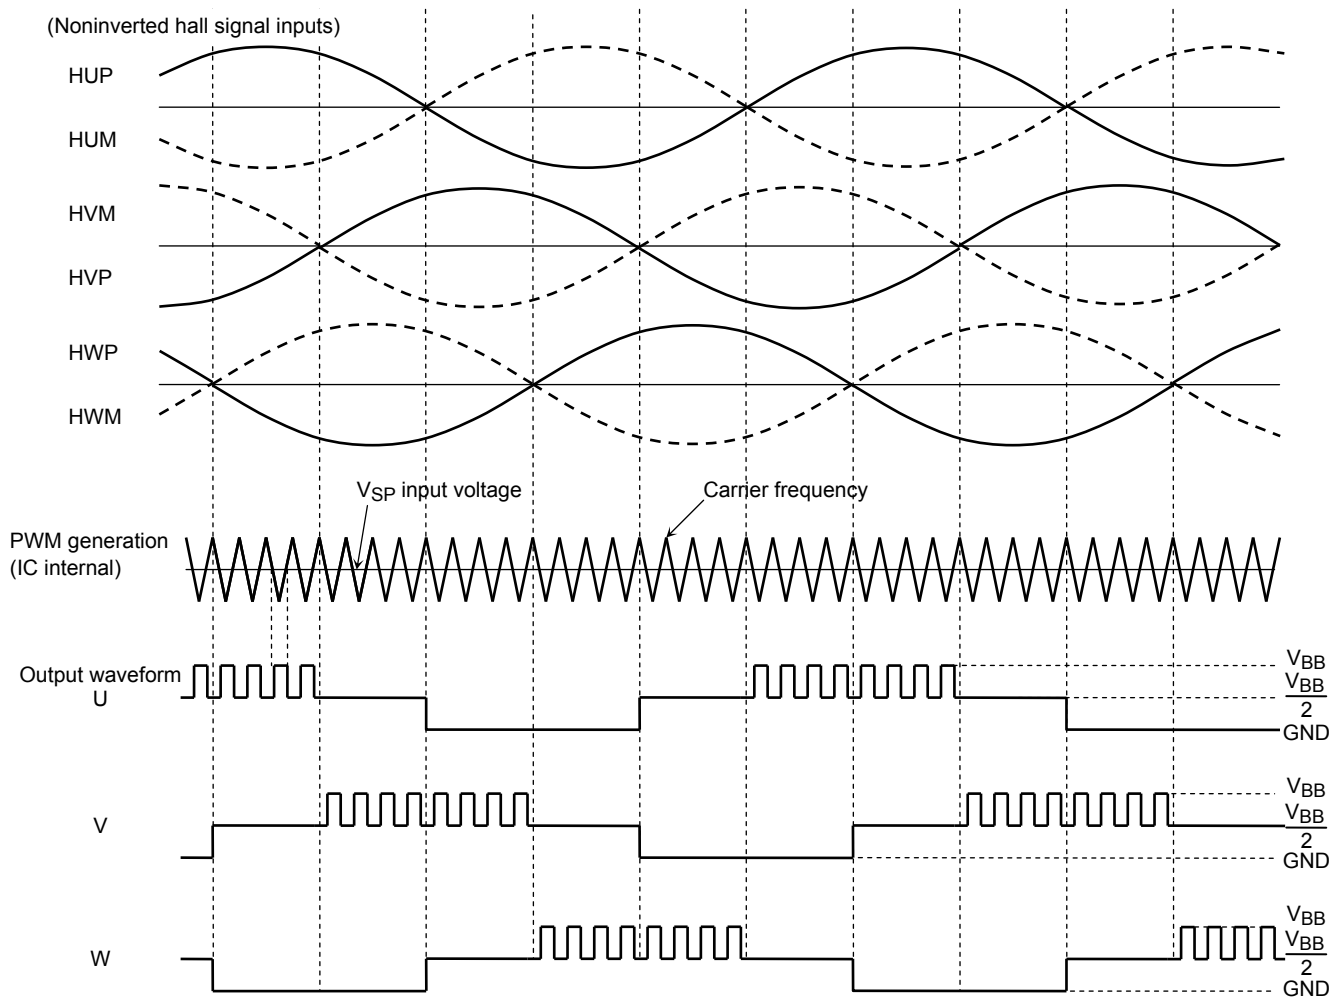 (Noninverted hall signal inputs)
HUP
HUM
HVM
HVP
HWP
HWM
VSP input voltage
Carrier frequency
PWM generation
(IC internal)
Output waveform
U
VBB
VBB
2
GND
V
VBB
VBB
2
GND
W
VBB
VBB
2
GND